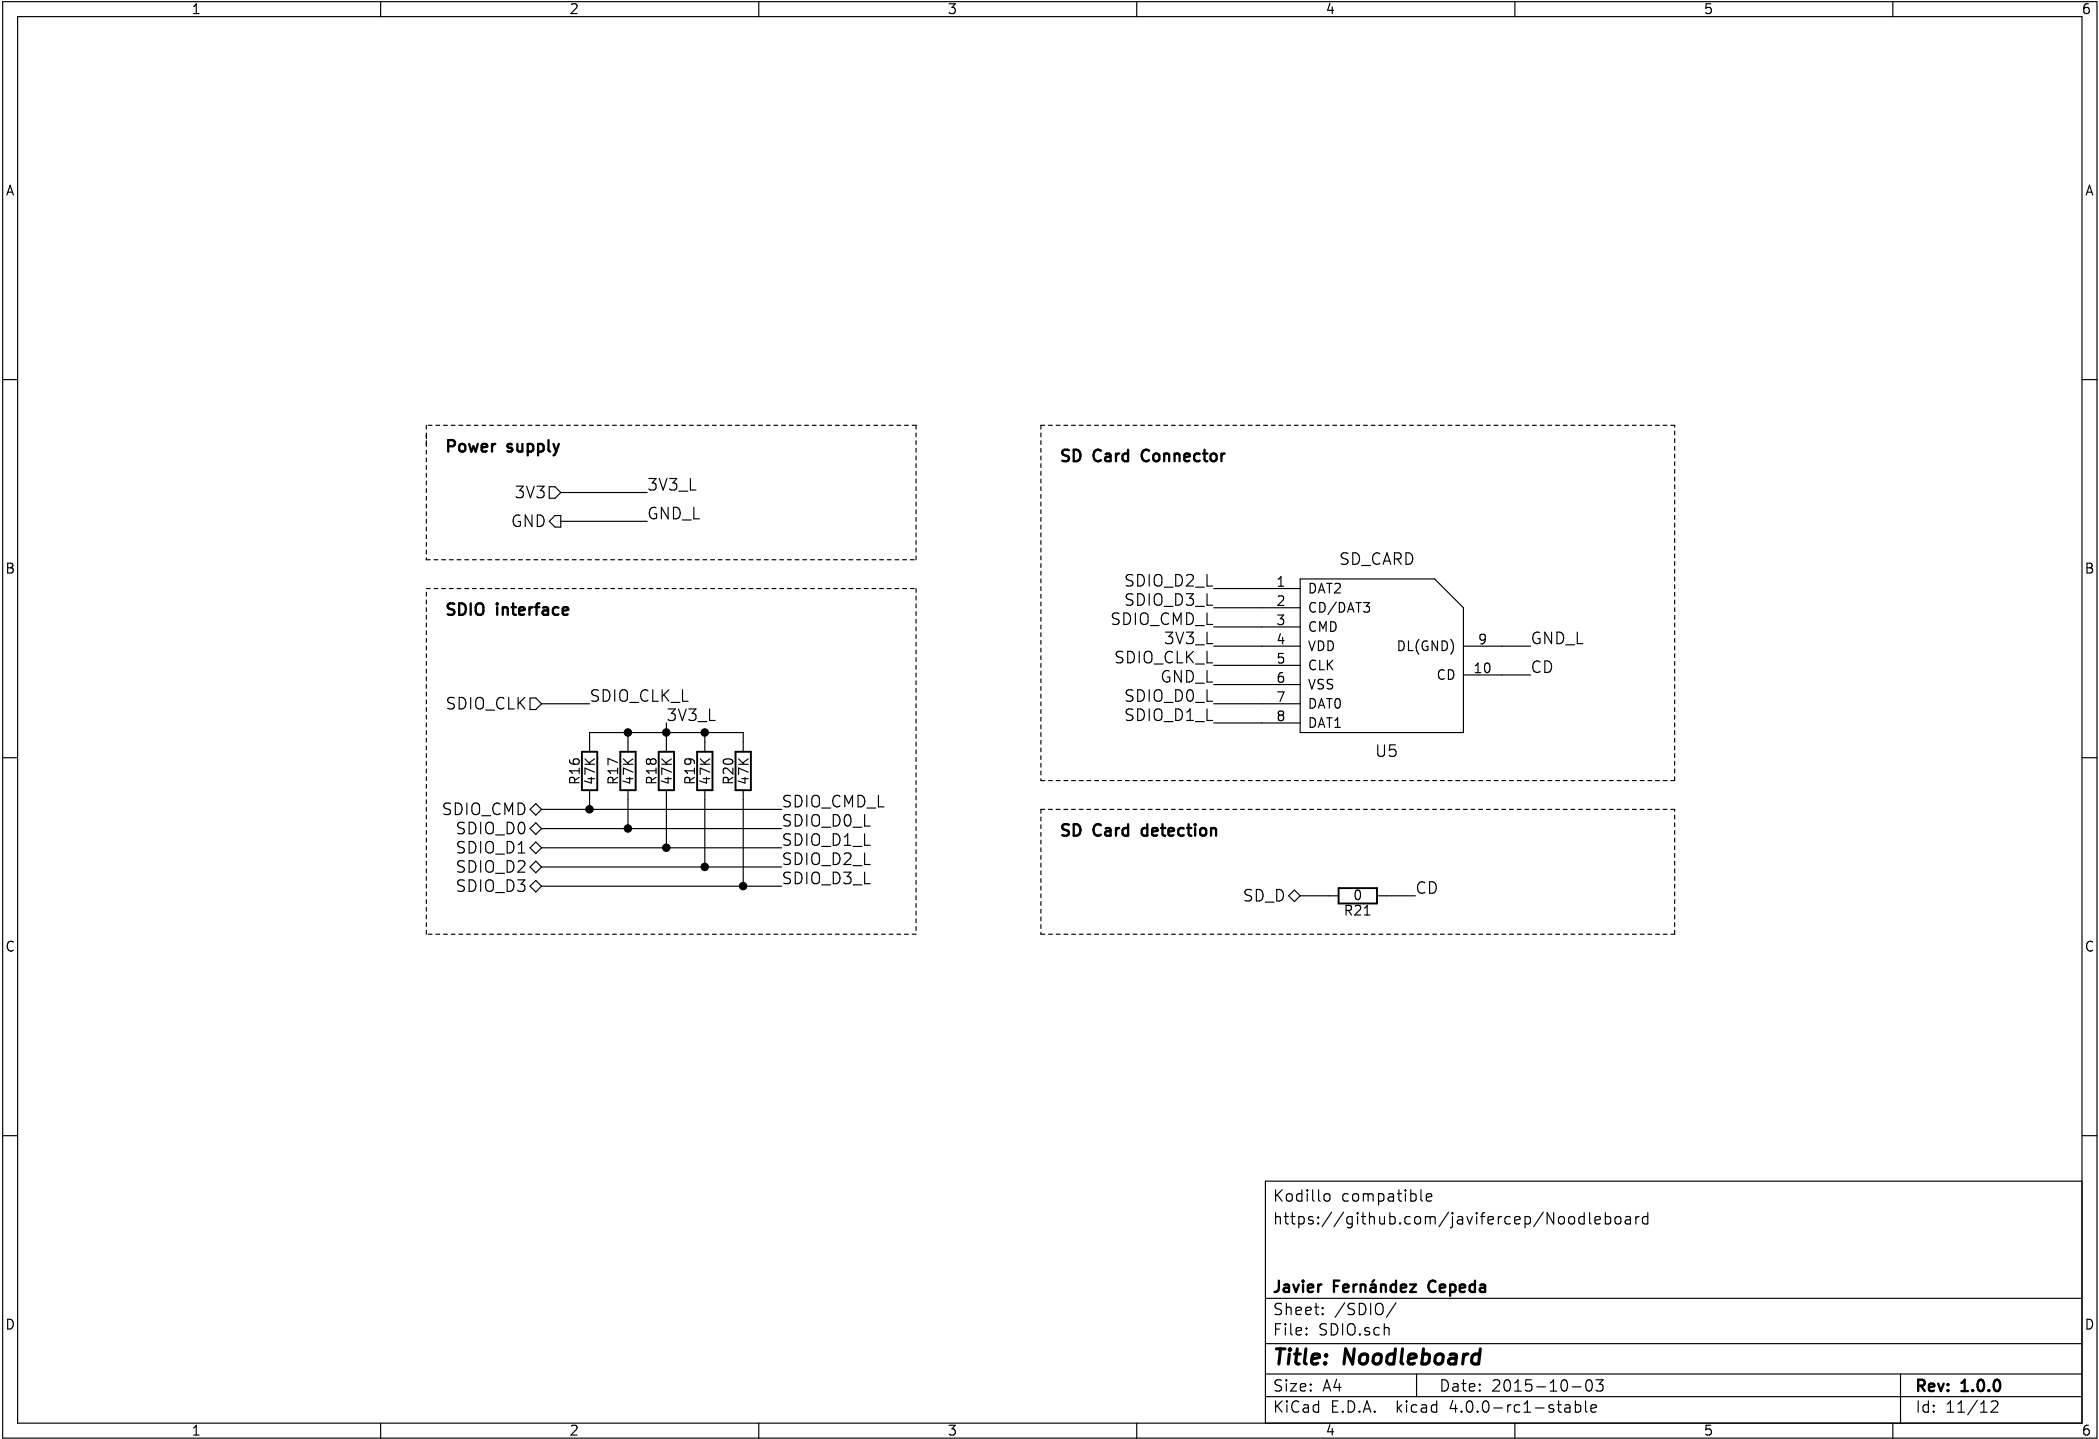 1 2 3 4 5 6
A A
B B
C C
D D
Power supply
3V3 3V3_L
GND GND_L
SDIO interface
SDIO_CLK SDIO_CLK_L
3V3_L
R16 47K R17 47K R18 47K R19 47K R20 47K
SDIO_CMD SDIO_CMD_L
SDIO_D0 SDIO_D0_L
SDIO_D1 SDIO_D1_L
SDIO_D2 SDIO_D2_L
SDIO_D3 SDIO_D3_L
SD Card Connector
SD_CARD
SDIO_D2_L 1 DAT2
SDIO_D3_L 2 CD/DAT3
SDIO_CMD_L 3 CMD
3V3_L 4 VDD DL(GND) 9 GND_L
SDIO_CLK_L 5 CLK CD 10 CD
GND_L 6 VSS
SDIO_D0_L 7 DAT0
SDIO_D1_L 8 DAT1
U5
SD Card detection
SD_D 0 CD
R21
Kodillo compatible
https://github.com/javifercep/Noodleboard
Javier Fernández Cepeda
Sheet: /SDIO/
File: SDIO.sch
Title: Noodleboard
Size: A4 Date: 2015-10-03 Rev: 1.0.0
KiCad E.D.A. kicad 4.0.0-rc1-stable Id: 11/12
1 2 3 4 5 6